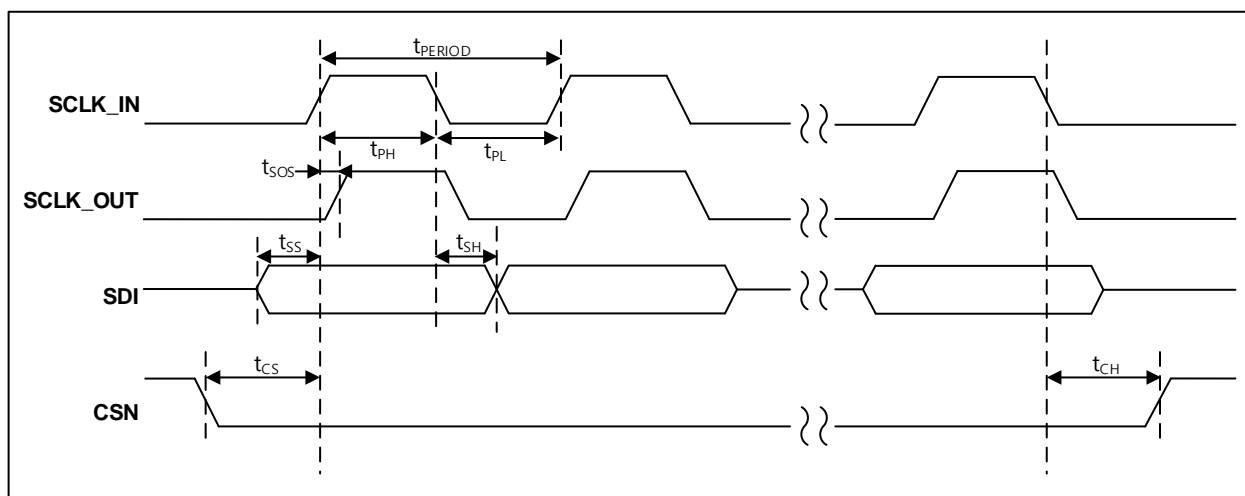 tPERIOD
SCLK_IN
tPH
tPL
tSOS
SCLK_OUT
tSS
tSH
SDI
tCS
tCH
CSN